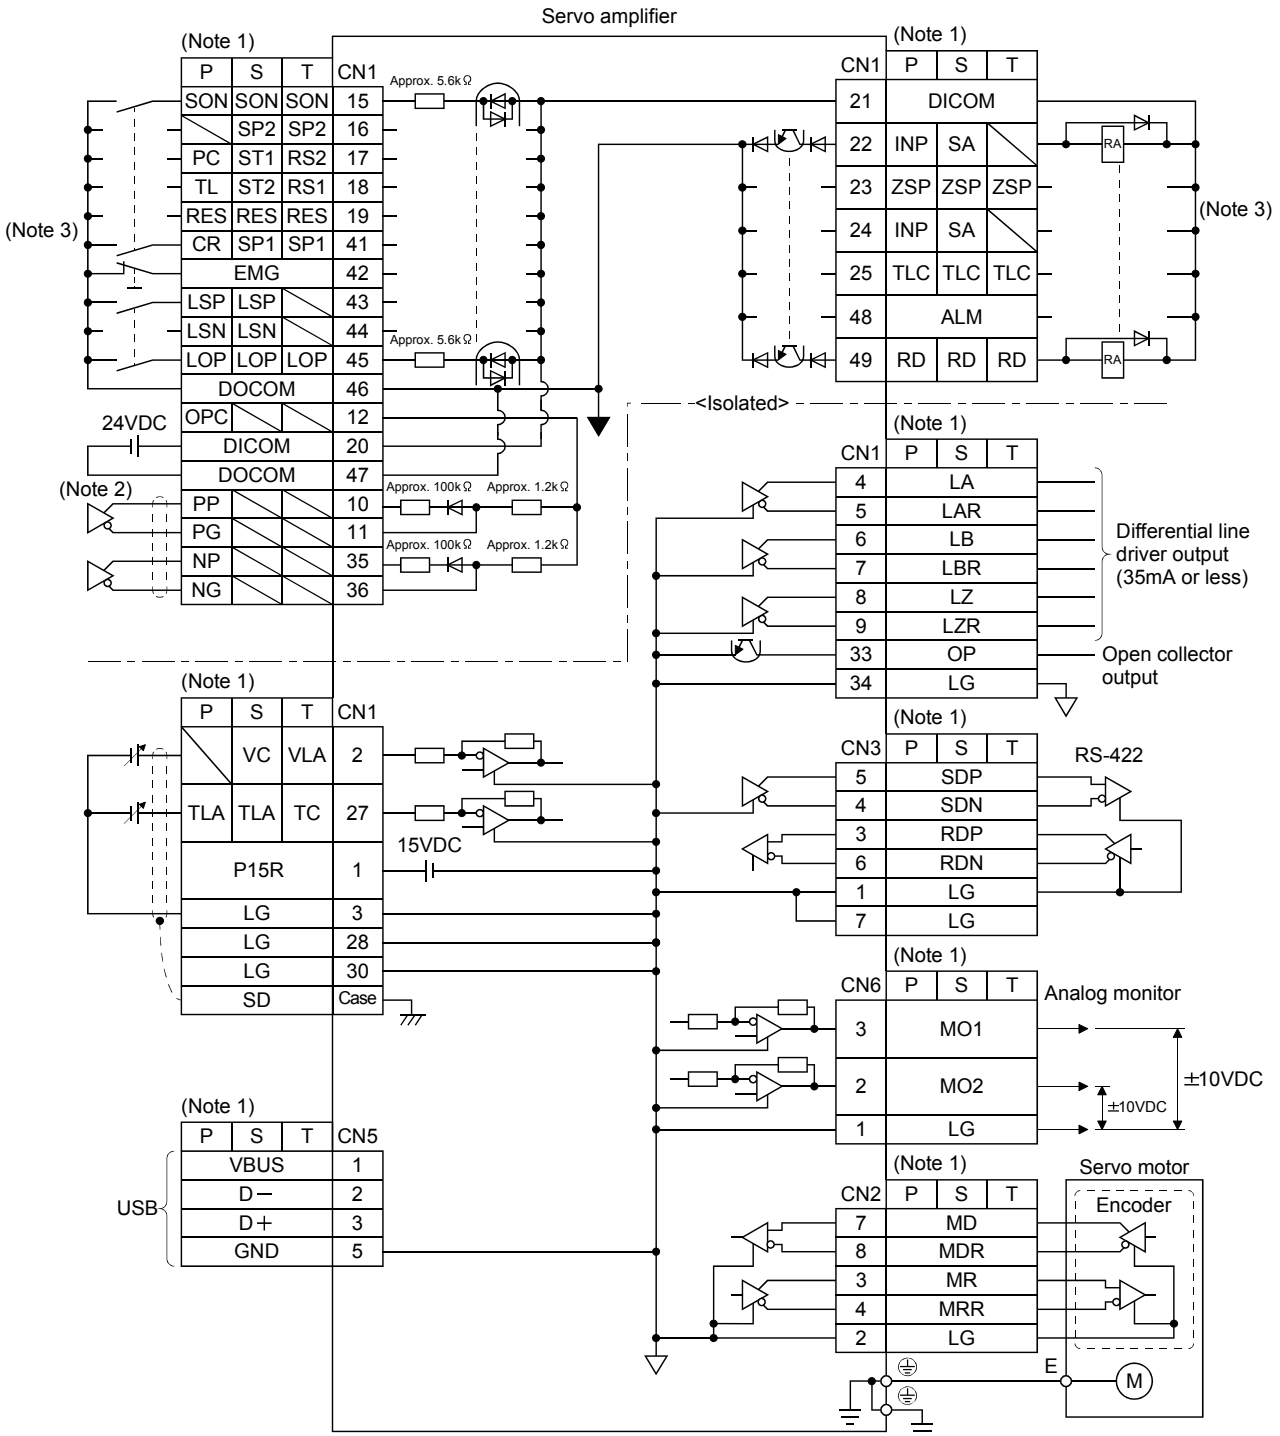 Servo amplifier
(Note 1)
P S T CN1
SON SON SON 15
SP2 SP2 16
PC ST1 RS2 17
TL ST2 RS1 18
RES RES RES 19
CR SP1 SP1 41
EMG 42
LSP LSP 43
LSN LSN 44
LOP LOP LOP 45
DOCOM 46
OPC 12
DICOM 20
DOCOM 47
PP 10
PG 11
NP 35
NG 36
(Note 3)
24VDC
(Note 2)
Approx. 5.6kΩ
Approx. 5.6kΩ
Approx. 100kΩ Approx. 1.2kΩ
Approx. 100kΩ Approx. 1.2kΩ
(Note 1)
CN1 P S T
21 DICOM
22 INP SA
23 ZSP ZSP ZSP
24 INP SA
25 TLC TLC TLC
48 ALM
49 RD RD RD
RA
RA
(Note 3)
<Isolated>
(Note 1)
CN1 P S T
4 LA
5 LAR
6 LB
7 LBR
8 LZ
9 LZR
33 OP
34 LG
Differential line
driver output
(35mA or less)
Open collector
output
(Note 1)
P S T CN1
VC VLA 2
TLA TLA TC 27
P15R 1
LG 3
LG 28
LG 30
SD Case
15VDC
(Note 1)
CN3 P S T
5 SDP
4 SDN
3 RDP
6 RDN
1 LG
7 LG
RS-422
(Note 1)
CN6 P S T
3 MO1
2 MO2
1 LG
Analog monitor
±10VDC
±10VDC
(Note 1)
P S T CN5
VBUS 1
D− 2
D+ 3
GND 5
USB
(Note 1)
CN2 P S T
7 MD
8 MDR
3 MR
4 MRR
2 LG
Servo motor
Encoder
E
M